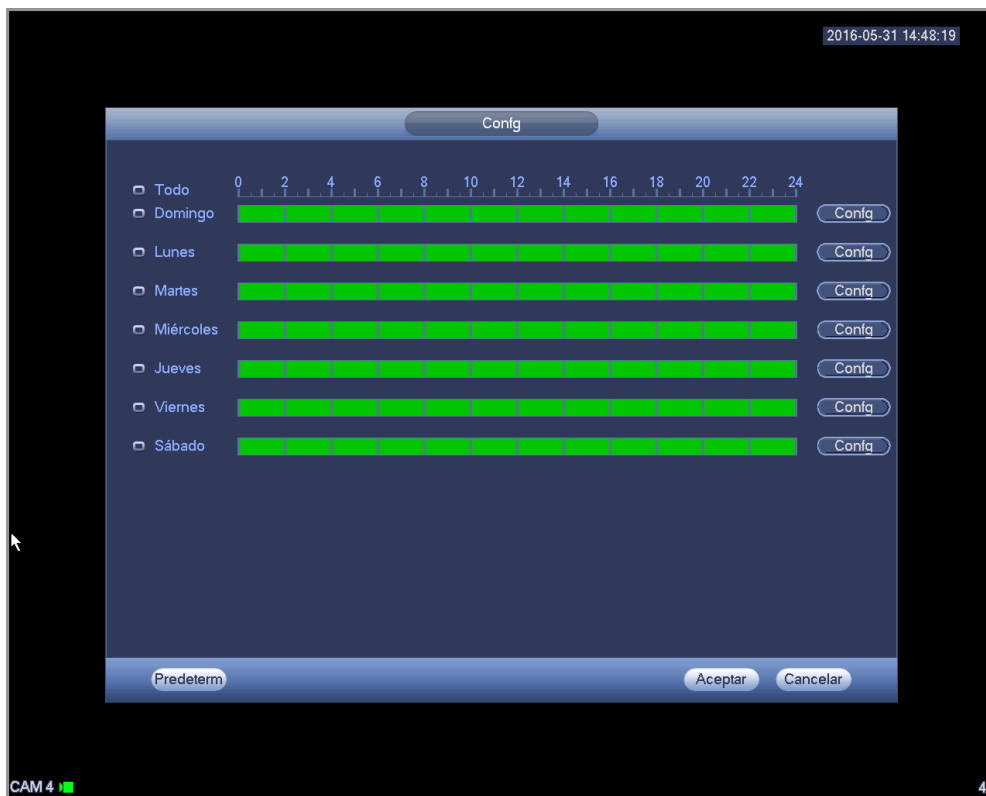 2016-05-31 14:48:19
Confg
Todo 0 2 4 6 8 10 12 14 16 18 20 22 24
Domingo Confg
Lunes Confg
Martes Confg
Miércoles Confg
Jueves Confg
Viernes Confg
Sábado Confg
Predeterm Aceptar Cancelar
CAM 4 4